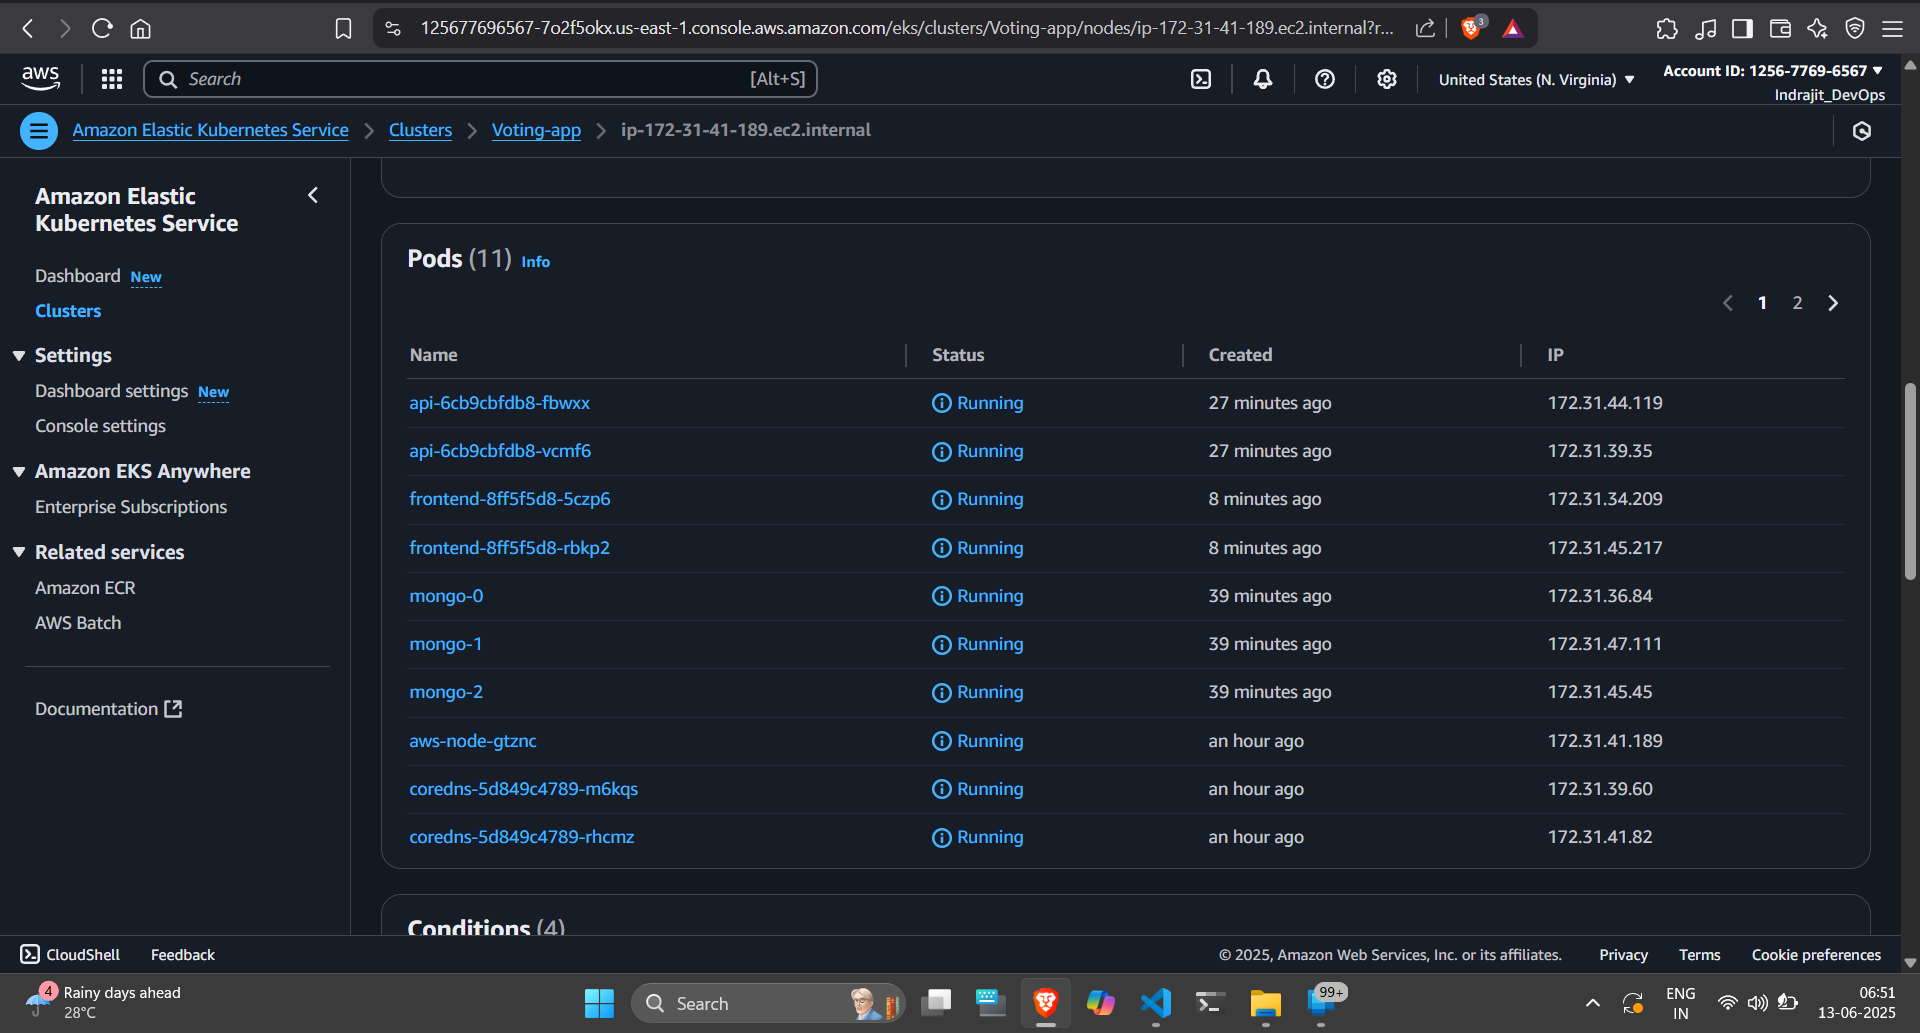 125677696567-7o2f5okx.us-east-1.console.aws.amazon.com/eks/clusters/Voting-app/nodes/ip-172-31-41-189.ec2.internal?r...
3
aws
Search
[Alt+S]
United States (N. Virginia)
Account ID: 1256-7769-6567
Indrajit_DevOps
Amazon Elastic Kubernetes Service
Clusters
Voting-app
ip-172-31-41-189.ec2.internal
Amazon Elastic
Kubernetes Service
Dashboard New
Clusters
Settings
Dashboard settings New
Console settings
Amazon EKS Anywhere
Enterprise Subscriptions
Related services
Amazon ECR
AWS Batch
Documentation
Pods (11) Info
1 2
Name Status Created IP
api-6cb9cbfdb8-fbwxx Running 27 minutes ago 172.31.44.119
api-6cb9cbfdb8-vcmf6 Running 27 minutes ago 172.31.39.35
frontend-8ff5f5d8-5czp6 Running 8 minutes ago 172.31.34.209
frontend-8ff5f5d8-rbkp2 Running 8 minutes ago 172.31.45.217
mongo-0 Running 39 minutes ago 172.31.36.84
mongo-1 Running 39 minutes ago 172.31.47.111
mongo-2 Running 39 minutes ago 172.31.45.45
aws-node-gtznc Running an hour ago 172.31.41.189
coredns-5d849c4789-m6kqs Running an hour ago 172.31.39.60
coredns-5d849c4789-rhcmz Running an hour ago 172.31.41.82
Conditions (4)
CloudShell Feedback
© 2025, Amazon Web Services, Inc. or its affiliates. Privacy Terms Cookie preferences
4
Rainy days ahead
28°C
Search
99+
ENG
IN
06:51
13-06-2025